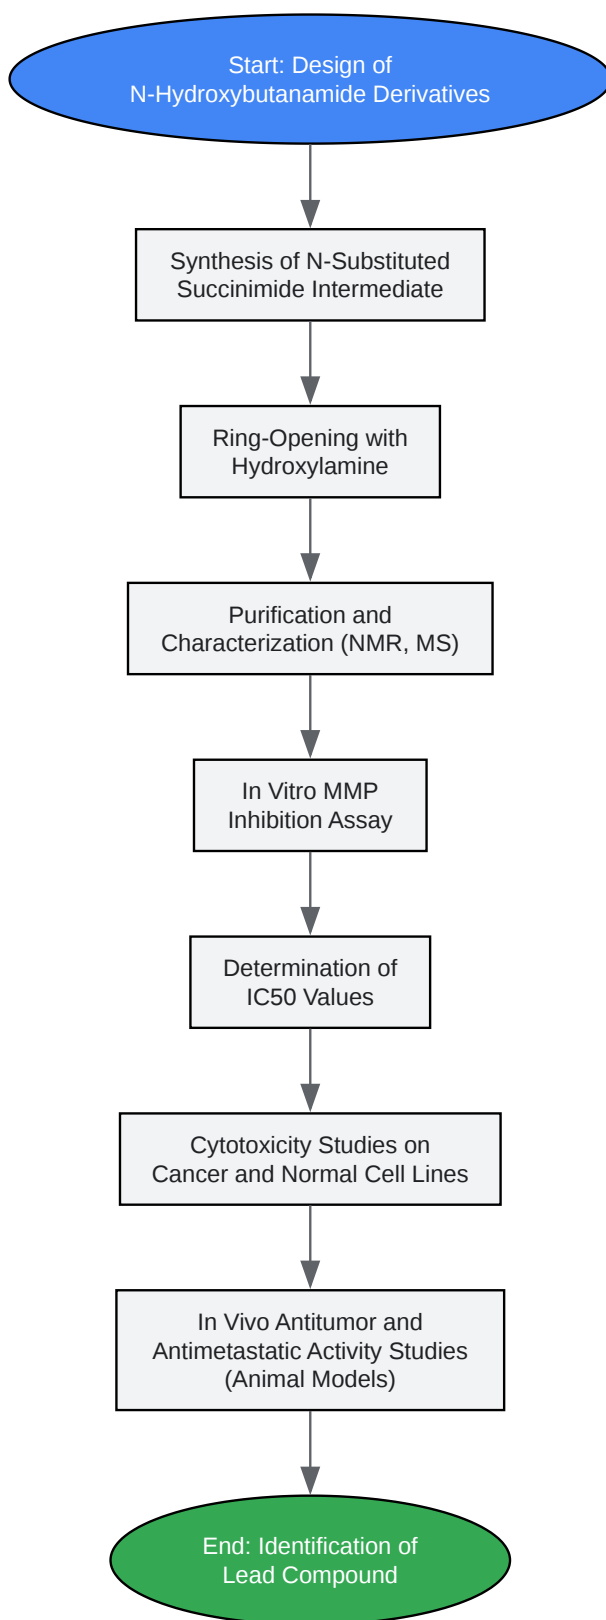 Start: Design of
N-Hydroxybutanamide Derivatives
Synthesis of N-Substituted
Succinimide Intermediate
Ring-Opening with
Hydroxylamine
Purification and
Characterization (NMR, MS)
In Vitro MMP
Inhibition Assay
Determination of
IC50 Values
Cytotoxicity Studies on
Cancer and Normal Cell Lines
In Vivo Antitumor and
Antimetastatic Activity Studies
(Animal Models)
End: Identification of
Lead Compound